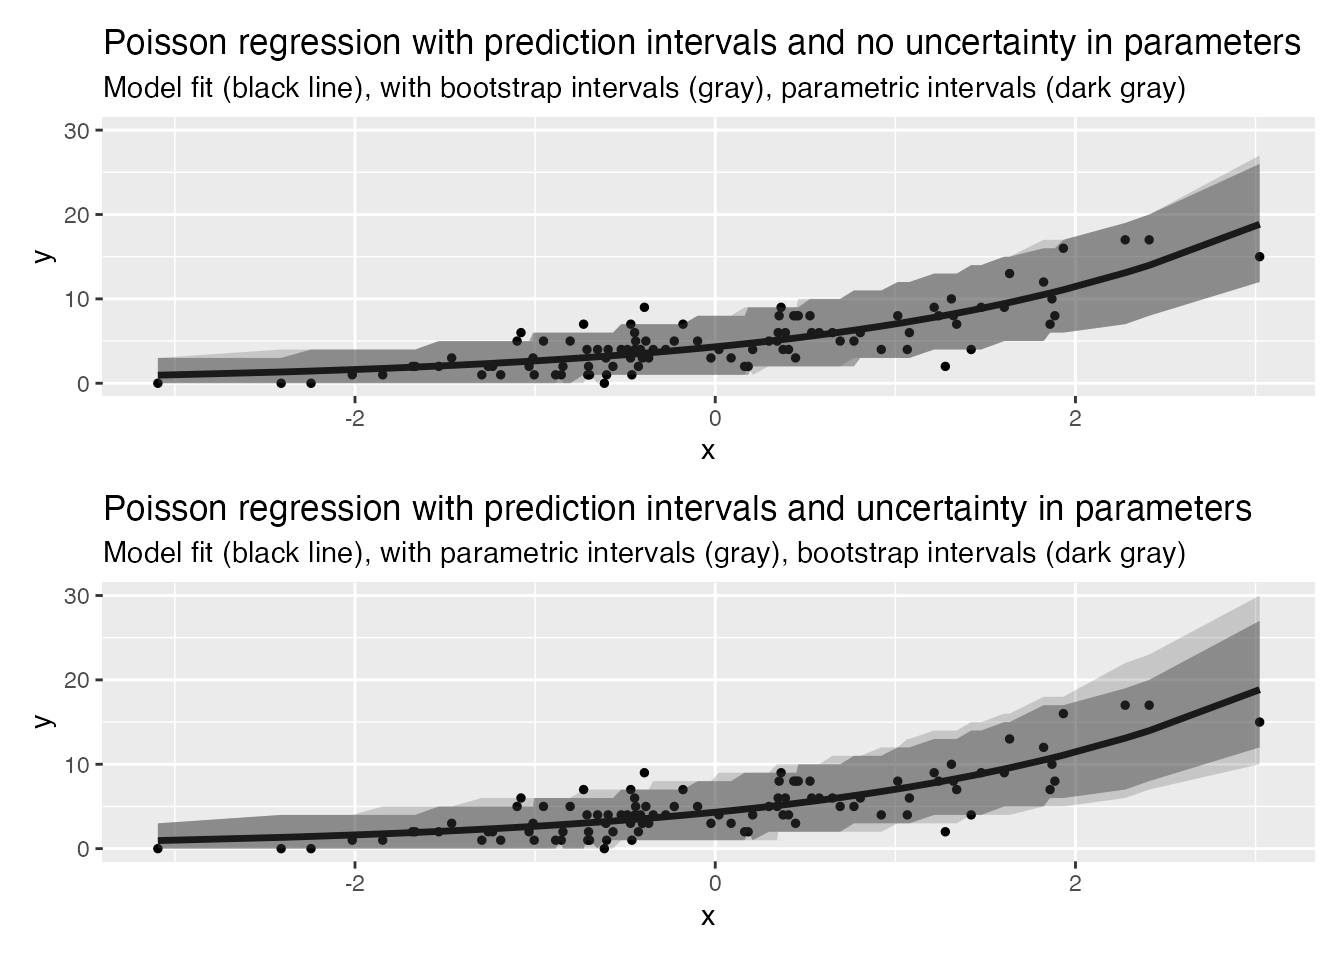 Poisson regression with prediction intervals and no uncertainty in parameters
Model fit (black line), with bootstrap intervals (gray), parametric intervals (dark gray)
30
20
10
0
y
-2 0 2
x
Poisson regression with prediction intervals and uncertainty in parameters
Model fit (black line), with parametric intervals (gray), bootstrap intervals (dark gray)
30
20
10
0
y
-2 0 2
x